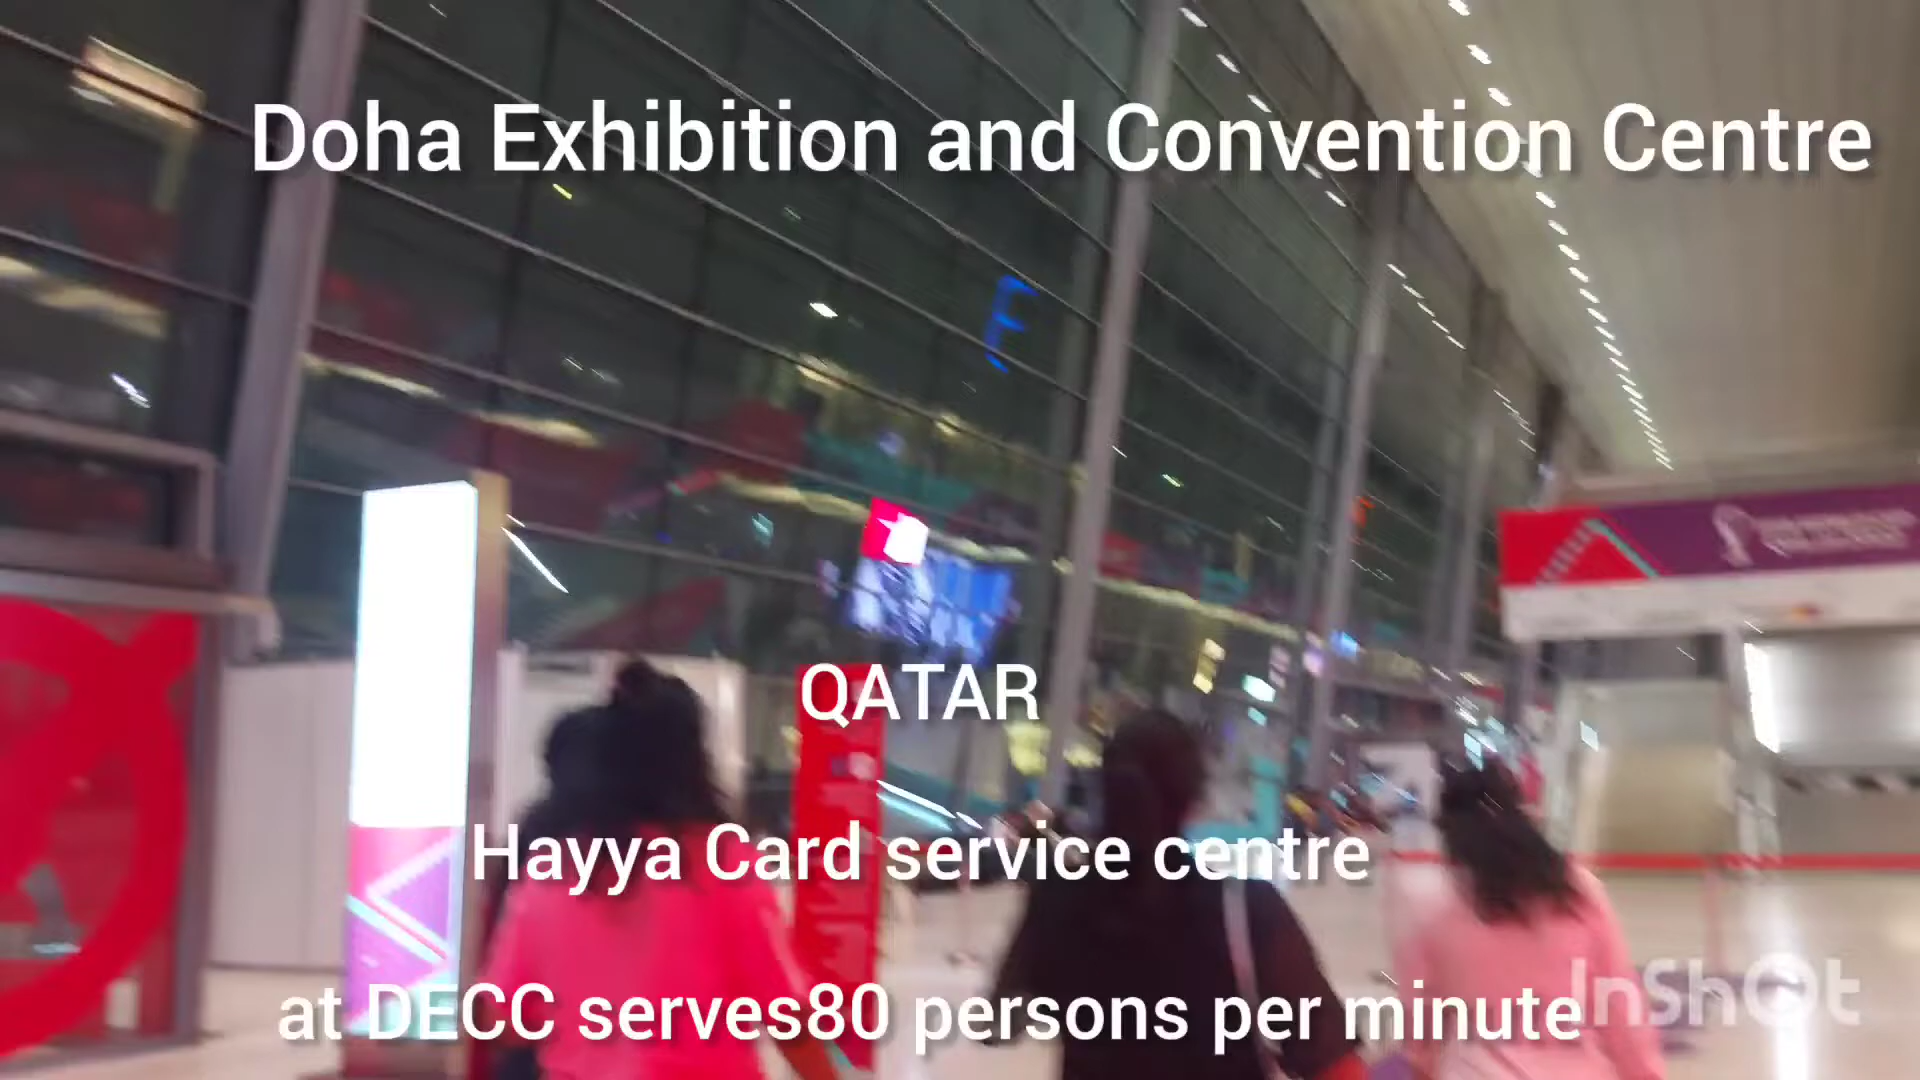 Doha Exhibition and Convention Centre
F
QATAR
Hayya Card service centre
at DECC serves80 persons per minute
InShOt